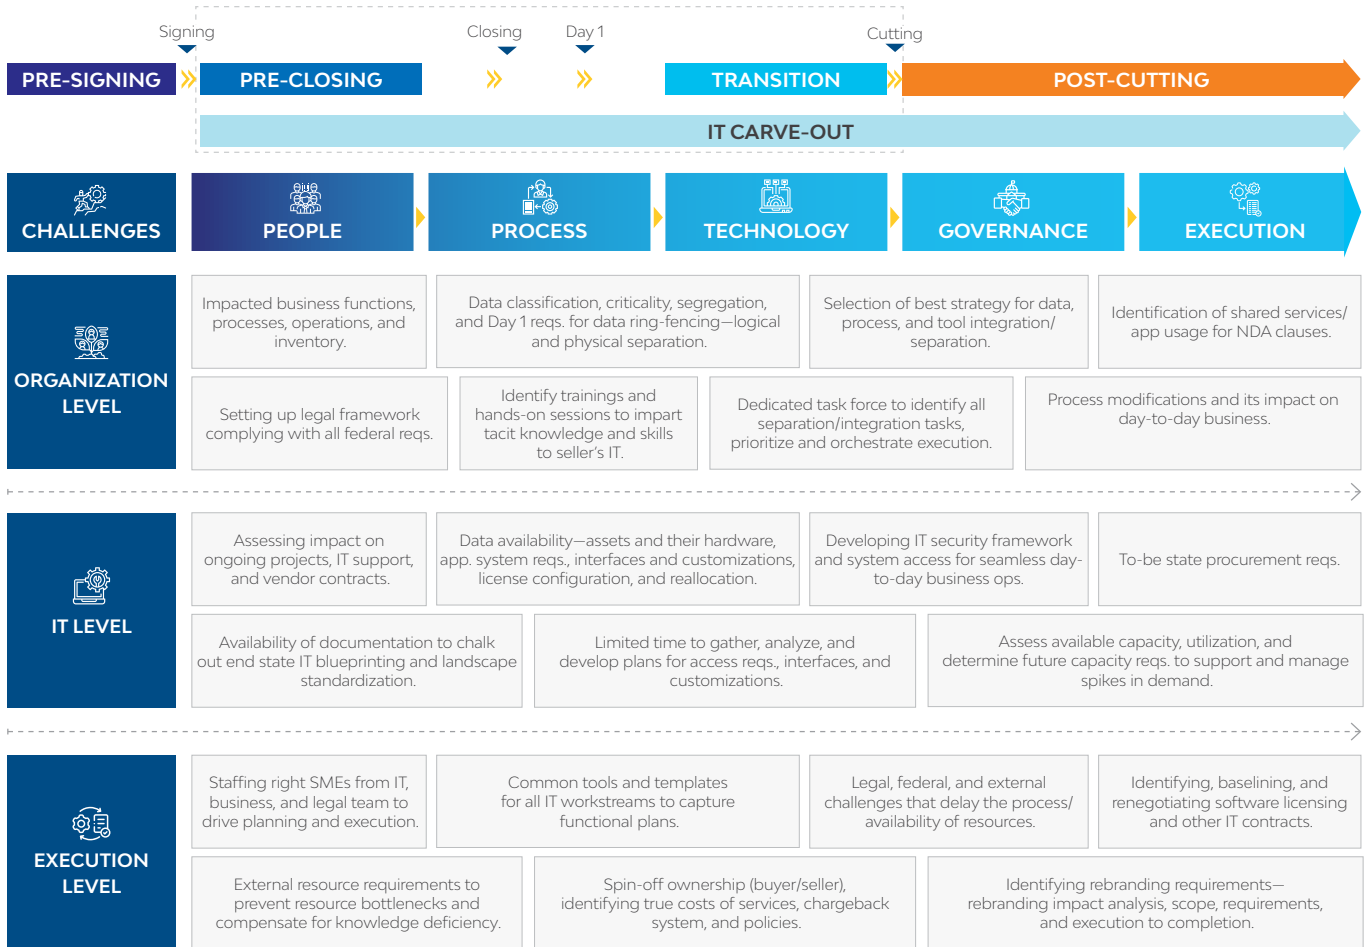 Signing
Closing
Day 1
Cutting
PRE-SIGNING
PRE-CLOSING
TRANSITION
POST-CUTTING
IT CARVE-OUT
CHALLENGES
PEOPLE
PROCESS
TECHNOLOGY
GOVERNANCE
EXECUTION
ORGANIZATION
LEVEL
Impacted business functions,
processes, operations, and
inventory.
Data classification, criticality, segregation,
and Day 1 reqs. for data ring-fencing—logical
and physical separation.
Selection of best strategy for data,
process, and tool integration/
separation.
Identification of shared services/
app usage for NDA clauses.
Setting up legal framework
complying with all federal reqs.
Identify trainings and
hands-on sessions to impart
tacit knowledge and skills
to seller's IT.
Dedicated task force to identify all
separation/integration tasks,
prioritize and orchestrate execution.
Process modifications and its impact on
day-to-day business.
IT LEVEL
Assessing impact on
ongoing projects, IT support,
and vendor contracts.
Data availability—assets and their hardware,
app. system reqs., interfaces and customizations,
license configuration, and reallocation.
Developing IT security framework
and system access for seamless day-
to-day business ops.
To-be state procurement reqs.
Availability of documentation to chalk
out end state IT blueprinting and landscape
standardization.
Limited time to gather, analyze, and
develop plans for access reqs., interfaces, and
customizations.
Assess available capacity, utilization, and
determine future capacity reqs. to support and manage
spikes in demand.
EXECUTION
LEVEL
Staffing right SMEs from IT,
business, and legal team to
drive planning and execution.
Common tools and templates
for all IT workstreams to capture
functional plans.
Legal, federal, and external
challenges that delay the process/
availability of resources.
Identifying, baselining, and
renegotiating software licensing
and other IT contracts.
External resource requirements to
prevent resource bottlenecks and
compensate for knowledge deficiency.
Spin-off ownership (buyer/seller),
identifying true costs of services, chargeback
system, and policies.
Identifying rebranding requirements—
rebranding impact analysis, scope, requirements,
and execution to completion.